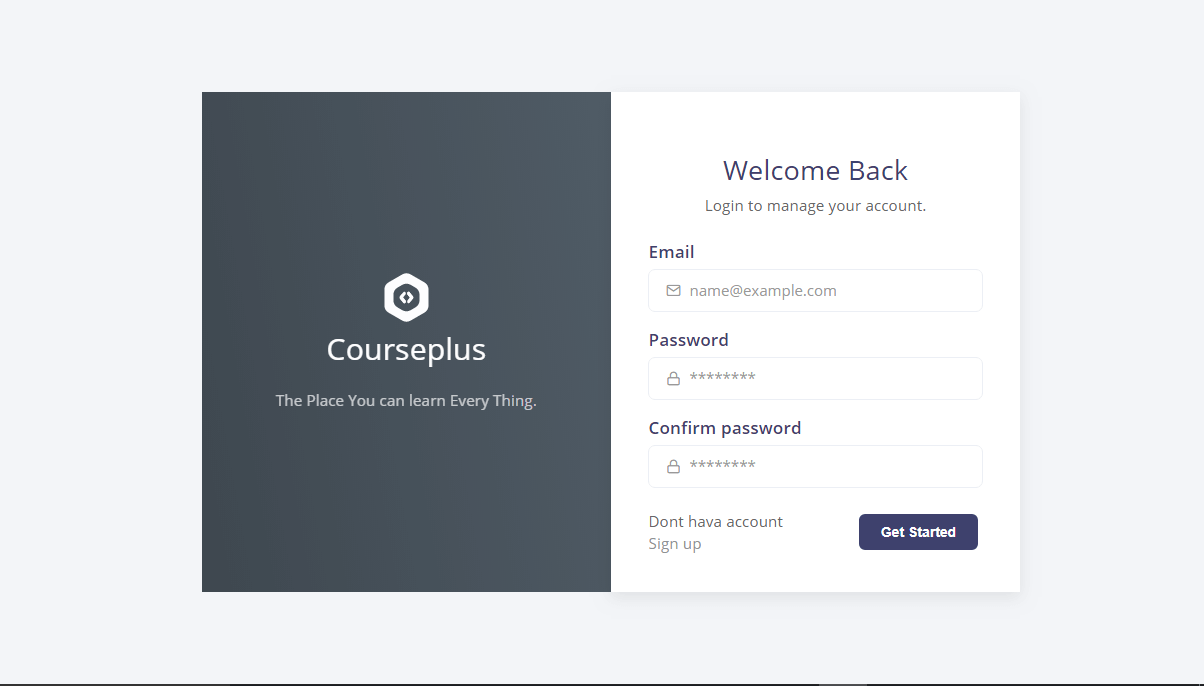 Courseplus
The Place You can learn Every Thing.
Welcome Back
Login to manage your account.
Email
name@example.com
Password
********
Confirm password
********
Dont hava account
Sign up
Get Started